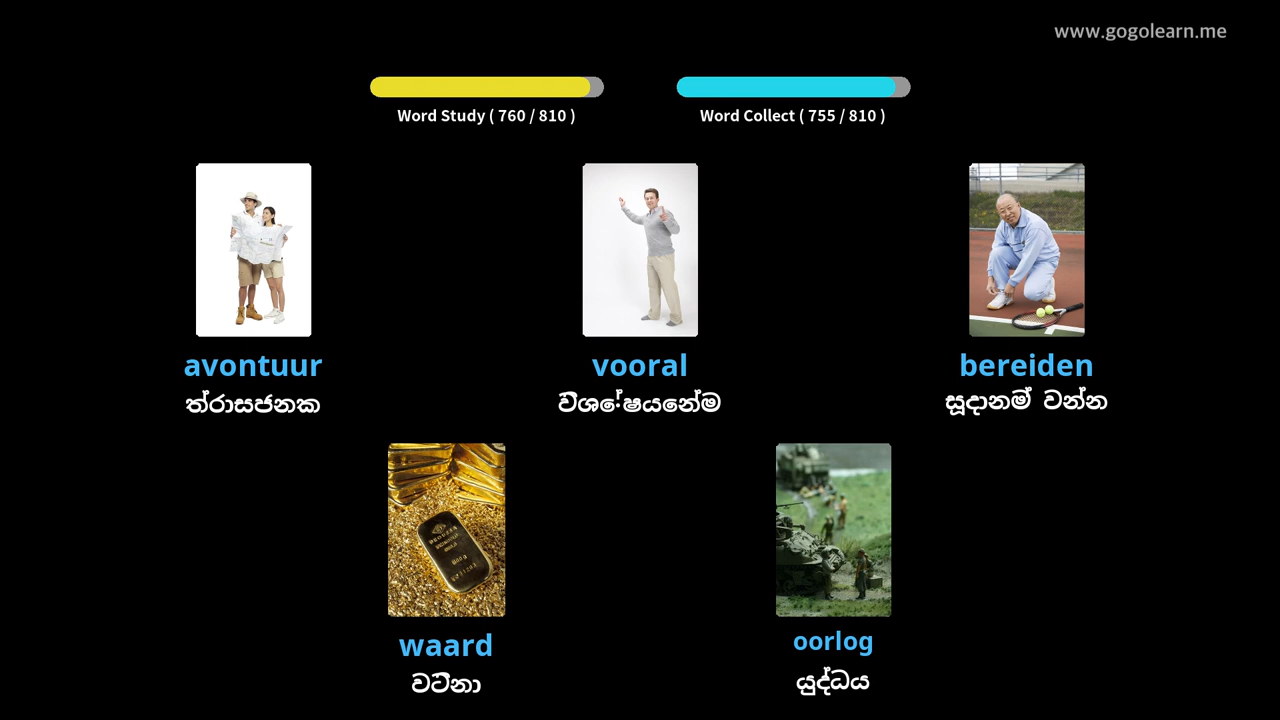 www.gogolearn.me
Word Study ( 760 / 810 )
Word Collect ( 755 / 810 )
avontuur
ත්රාසජනක
vooral
විශේෂයෙන්ම
bereiden
සූදානම් වන්න
waard
වටිනා
oorlog
යුද්ධය